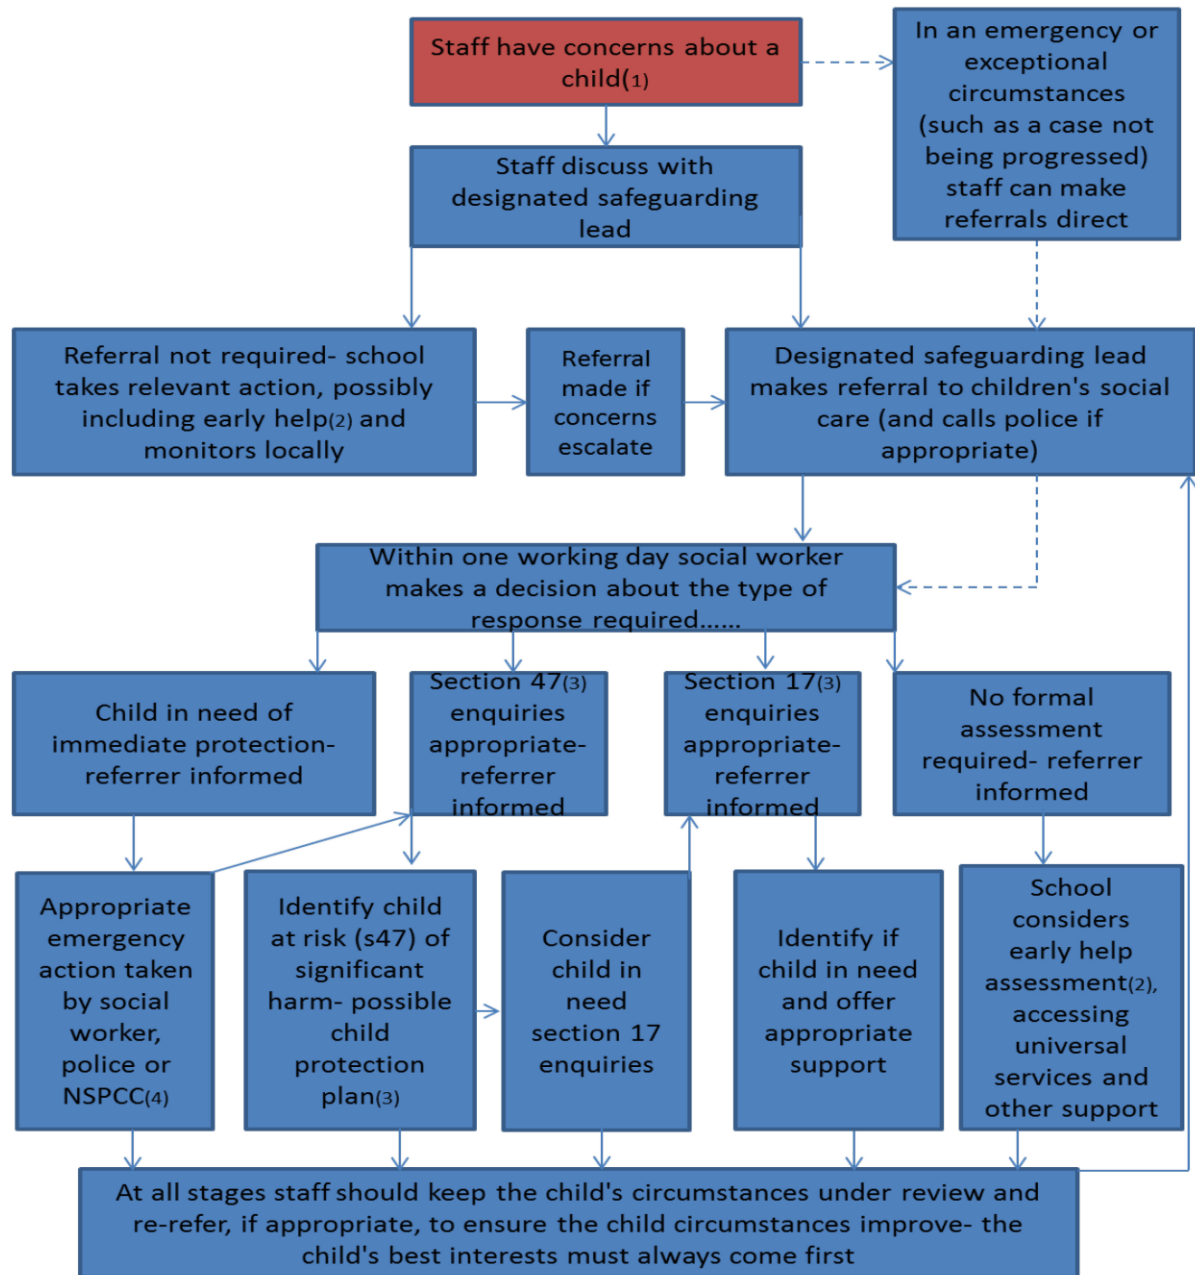 Staff have concerns about a
child(1)
In an emergency or
exceptional
circumstances
(such as a case not
being progressed)
staff can make
referrals direct
Staff discuss with
designated safeguarding
lead
Referral not required- school
takes relevant action, possibly
including early help(2) and
monitors locally
Referral
made if
concerns
escalate
Designated safeguarding lead
makes referral to children's social
care (and calls police if
appropriate)
Within one working day social worker
makes a decision about the type of
response required......
Child in need of
immediate protection-
referrer informed
Section 47(3)
enquiries
appropriate-
referrer
informed
Section 17(3)
enquiries
appropriate-
referrer
informed
No formal
assessment
required- referrer
informed
Appropriate
emergency
action taken
by social
worker,
police or
NSPCC(4)
Identify child
at risk (s47) of
significant
harm- possible
child
protection
plan(3)
Consider
child in
need
section 17
enquiries
Identify if
child in need
and offer
appropriate
support
School
considers
early help
assessment(2),
accessing
universal
services and
other support
At all stages staff should keep the child's circumstances under review and
re-refer, if appropriate, to ensure the child circumstances improve- the
child's best interests must always come first